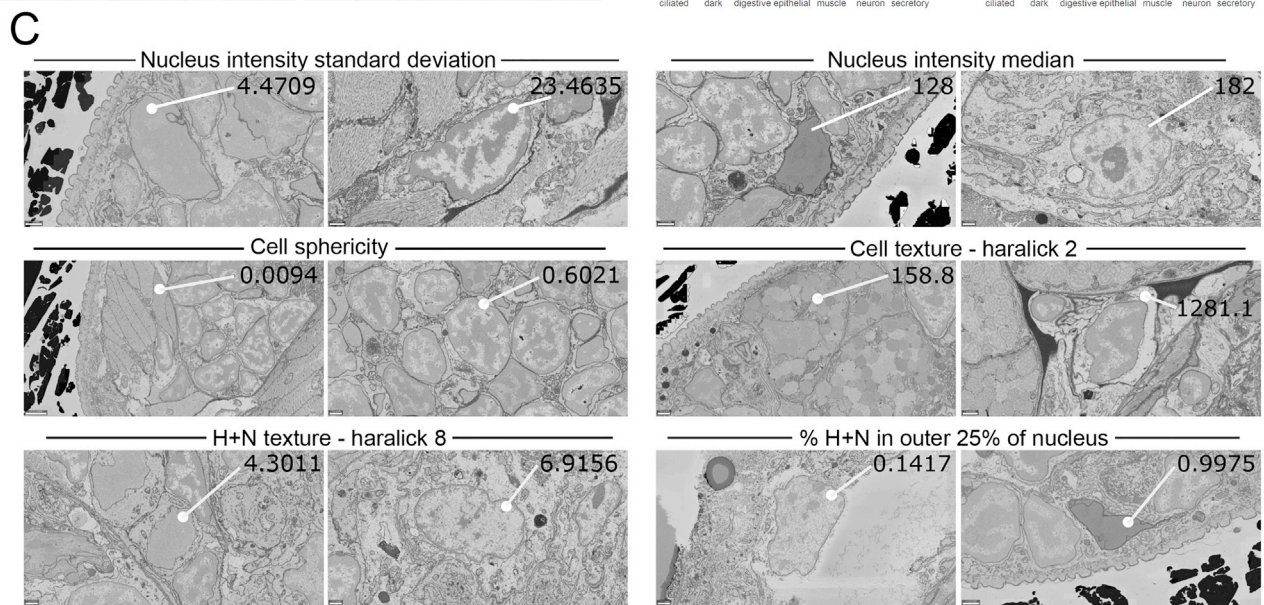 ciliated dark digestive epithelial muscle neuron secretory ciliated dark digestive epithelial muscle neuron secretory
C
Nucleus intensity standard deviation
Nucleus intensity median
4.4709 23.4635 128 182
Cell sphericity
Cell texture - haralick 2
0.0094 0.6021 158.8
1281.1
H+N texture - haralick 8
% H+N in outer 25% of nucleus
4.3011 6.9156 0.1417 0.9975